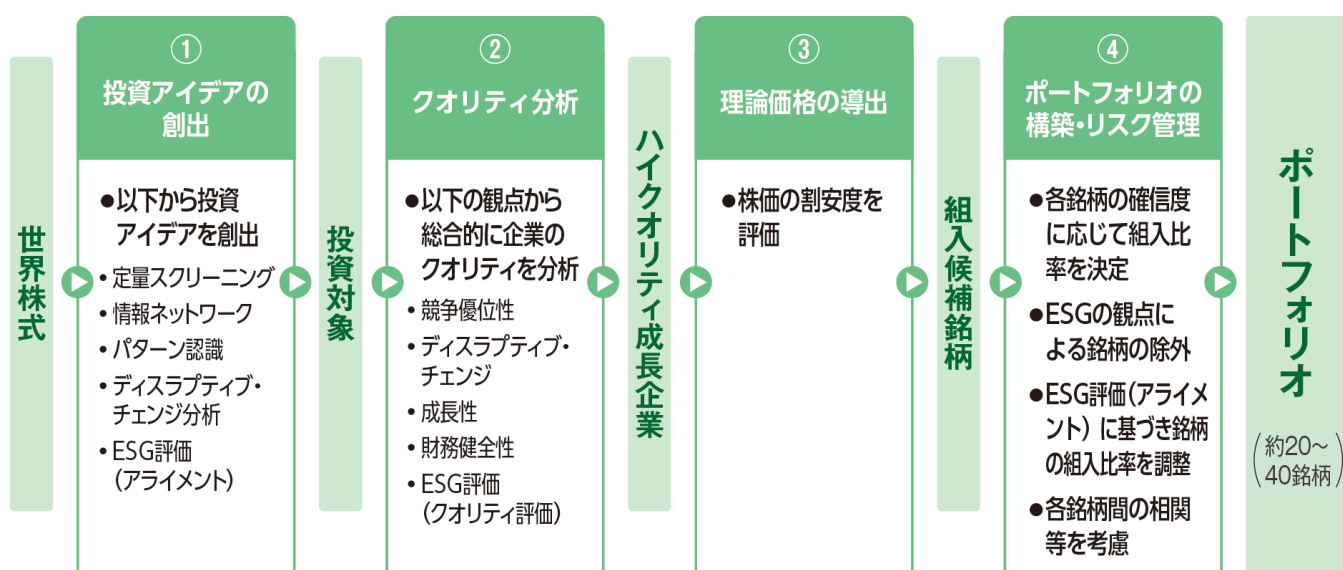 世界株式
①
投資アイデアの
創出
●以下から投資
アイデアを創出
• 定量スクリーニング
• 情報ネットワーク
• パターン認識
• ディスラプティブ・
チェンジ分析
• ESG評価
（アライメント）
投資対象
②
クオリティ分析
●以下の観点から
総合的に企業の
クオリティを分析
• 競争優位性
• ディスラプティブ・
チェンジ
• 成長性
• 財務健全性
• ESG評価
（クオリティ評価）
ハイクオリティ成長企業
③
理論価格の導出
●株価の割安度を
評価
組入候補銘柄
④
ポートフォリオの
構築・リスク管理
●各銘柄の確信度
に応じて組入比
率を決定
●ESGの観点に
よる銘柄の除外
●ESG評価（アライメ
ント）に基づき銘柄
の組入比率を調整
●各銘柄間の相関
等を考慮
ポートフォリオ
（約20～
40銘柄）